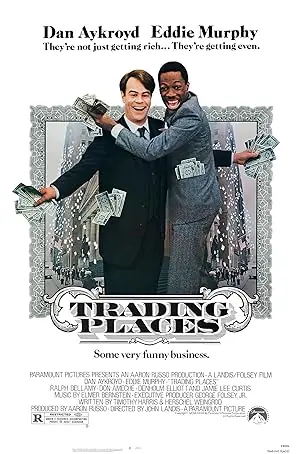 Dan Aykroyd Eddie Murphy
They're not just getting rich... They're getting even.
TRADING
PLACES
Some very funny business.
PARAMOUNT PICTURES PRESENTS AN AARON RUSSO PRODUCTION • A LANDIS/FOLSEY FILM
DAN AYKROYD • EDDIE MURPHY • "TRADING PLACES"
RALPH BELLAMY • DON AMECHE • DENHOLM ELLIOTT AND JAMIE LEE CURTIS
MUSIC BY ELMER BERNSTEIN • EXECUTIVE PRODUCER GEORGE FOLSEY, JR.
WRITTEN BY TIMOTHY HARRIS & HERSCHEL WEINGROD
PRODUCED BY AARON RUSSO • DIRECTED BY JOHN LANDIS • A PARAMOUNT PICTURE
R RESTRICTED
Paramount